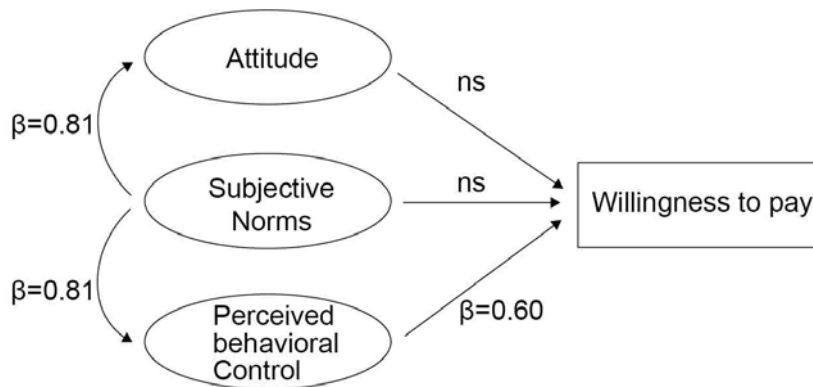 Attitude
ns
β=0.81
Subjective
Norms
ns
Willingness to pay
β=0.81
Perceived
behavioral
Control
β=0.60